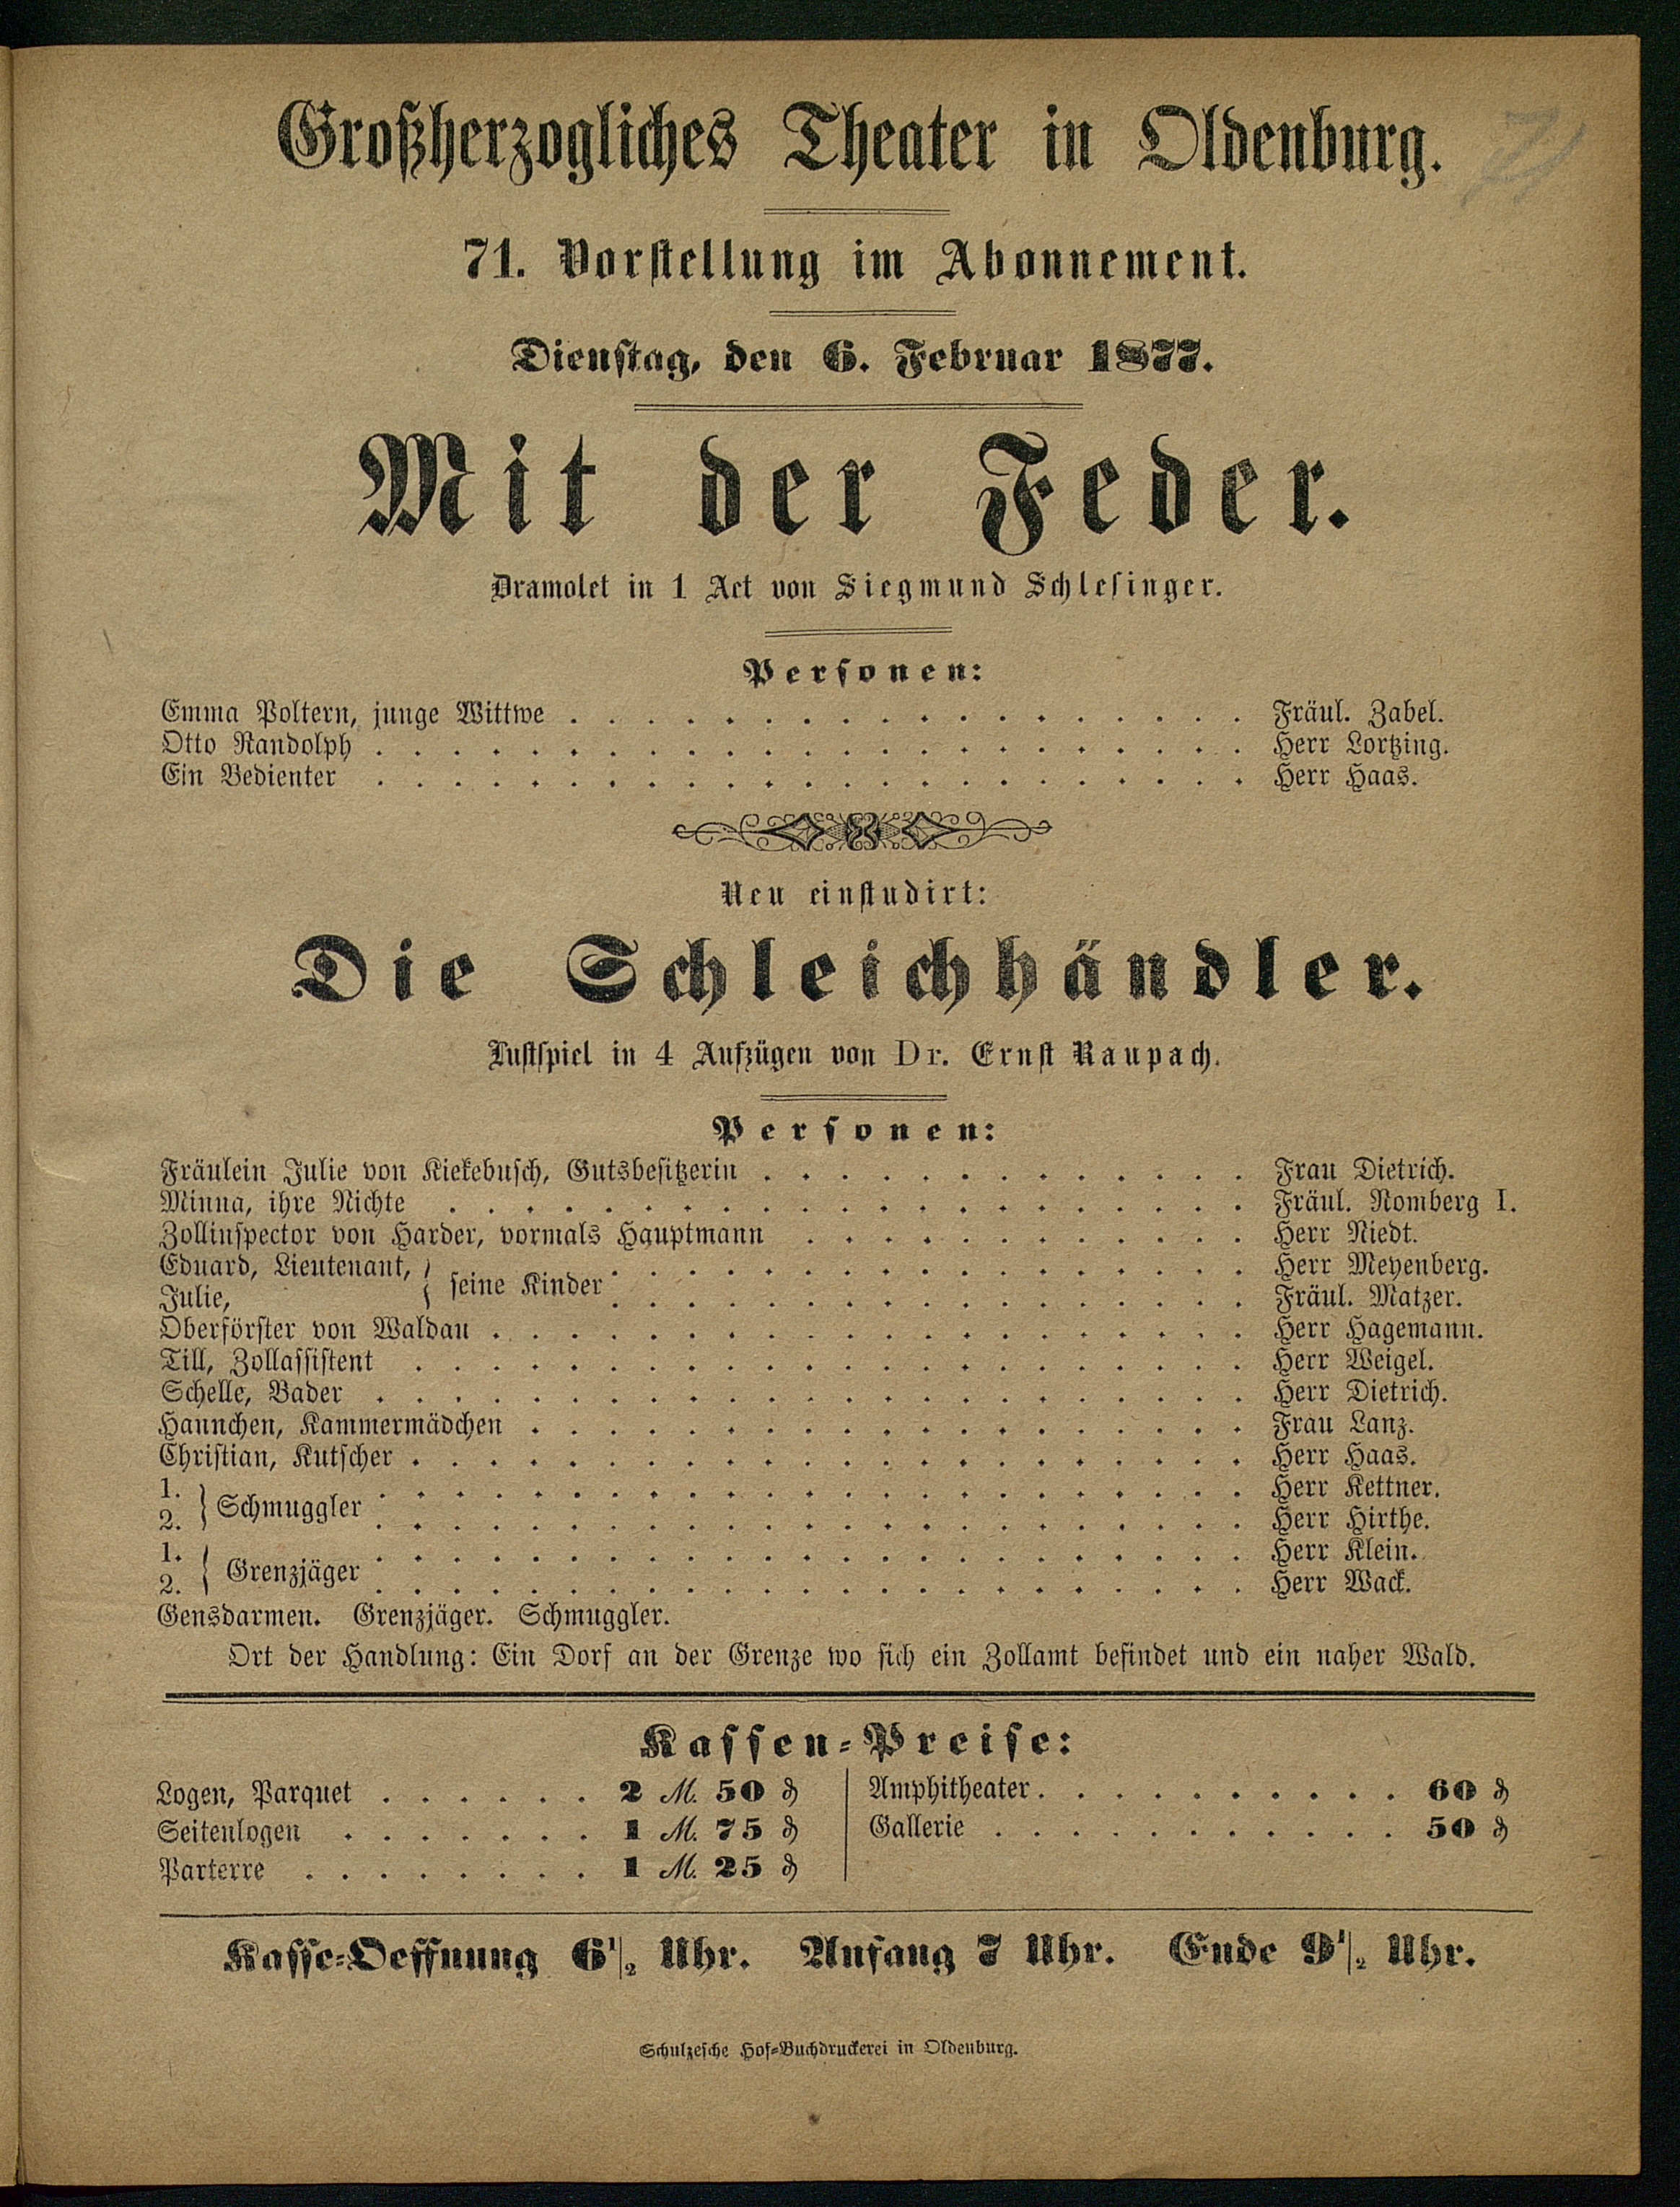 Großherzogliches Theater in Oldenburg.
71. Vorstellung im Abonnement.
Dienstag, den 6. Februar 1877.
Mit der Feder.
Dramolet in 1 Act von Siegmund Schlesinger.
Personen:
Emma Poltern, junge Wittwe . . . . . Fräul. Zabel.
Otto Randolph . . . . . Herr Lortzing.
Ein Bedienter . . . . . Herr Haas.
Neu einstudirt:
Die Schleichhändler.
Lustspiel in 4 Aufzügen von Dr. Ernst Raupach.
Personen:
Fräulein Julie von Kiekebusch, Gutsbesitzerin . . . . . Frau Dietrich.
Minna, ihre Nichte . . . . . Fräul. Romberg I.
Zollinspector von Harder, vormals Hauptmann . . . . . Herr Niedt.
Eduard, Lieutenant, } seine Kinder . . . . . Herr Meyenberg.
Julie, . . . . . Fräul. Matzer.
Oberförster von Waldau . . . . . Herr Hagemann.
Till, Zollassistent . . . . . Herr Weigel.
Schelle, Bader . . . . . Herr Dietrich.
Hannchen, Kammermädchen . . . . . Frau Lanz.
Christian, Kutscher . . . . . Herr Haas.
1. } Schmuggler . . . . . Herr Kettner.
2. . . . . . Herr Hirthe.
1. { Grenzjäger . . . . . Herr Klein.
2. . . . . . Herr Wack.
Gensdarmen. Grenzjäger. Schmuggler.
Ort der Handlung: Ein Dorf an der Grenze wo sich ein Zollamt befindet und ein naher Wald.
Kassen-Preise:
Logen, Parquet . . . . . 2 M. 50 ₰
Seitenlogen . . . . . 1 M. 75 ₰
Parterre . . . . . 1 M. 25 ₰
Amphitheater . . . . . 60 ₰
Gallerie . . . . . 50 ₰
Kasse-Oeffnung 6 1/2 Uhr. Anfang 7 Uhr. Ende 9 1/2 Uhr.
Schulzesche Hof-Buchdruckerei in Oldenburg.